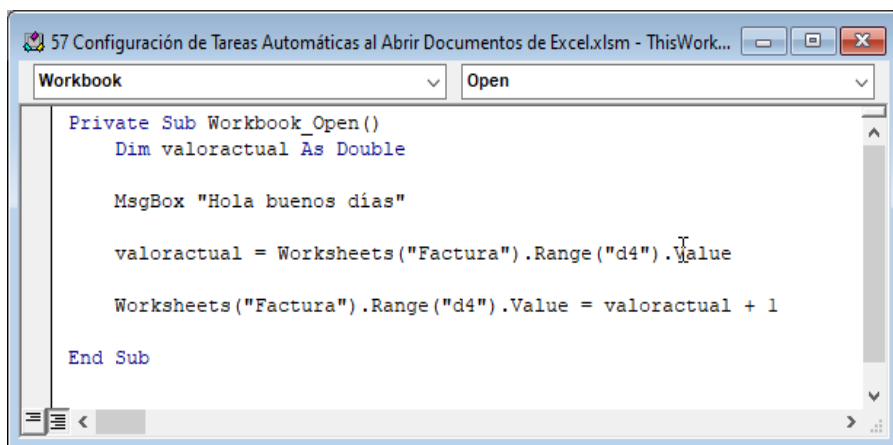 57 Configuración de Tareas Automáticas al Abrir Documentos de Excel.xlsm - ThisWork...
Workbook Open
Private Sub Workbook_Open()
Dim valoractual As Double
MsgBox "Hola buenos días"
valoractual = Worksheets("Factura").Range("d4").Value
Worksheets("Factura").Range("d4").Value = valoractual + 1
End Sub